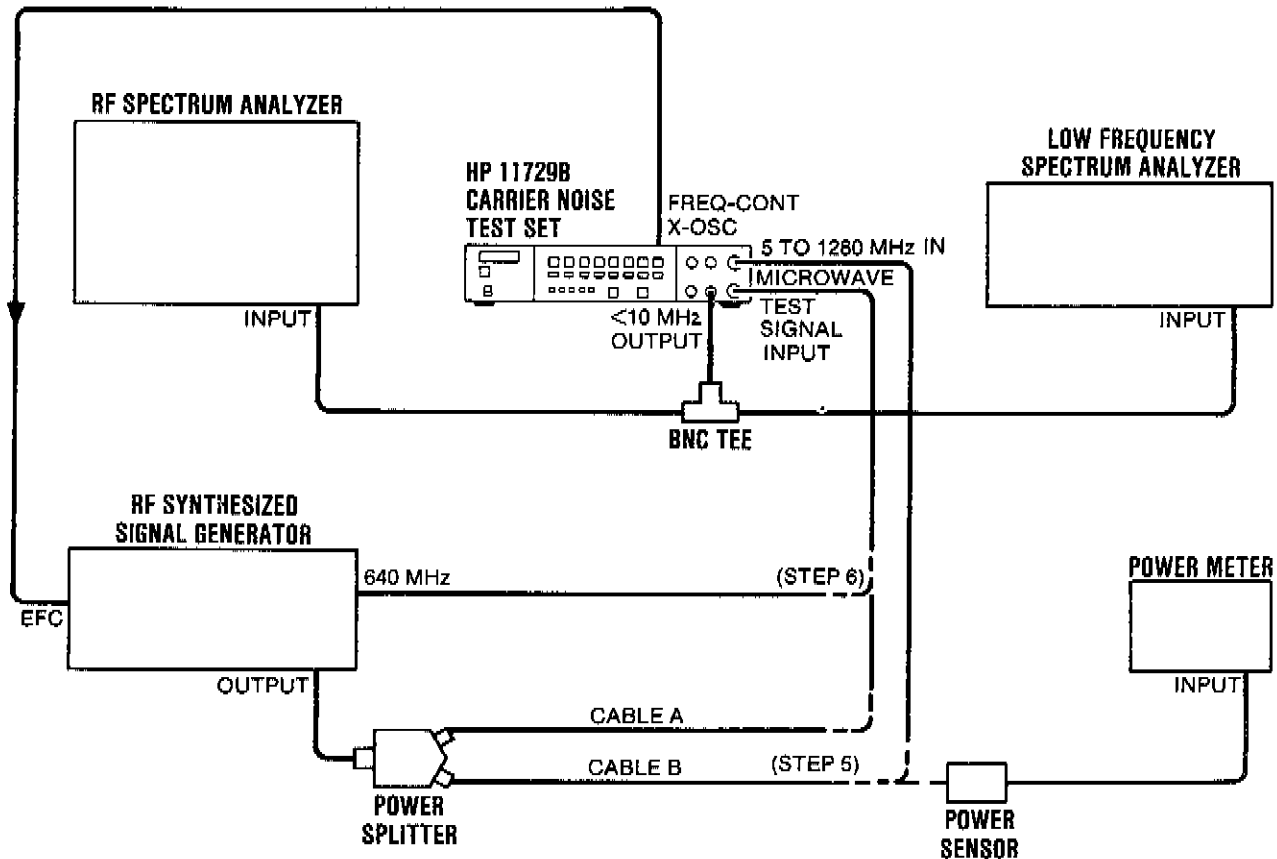 RF SPECTRUM ANALYZER
INPUT
HP 11729B
CARRIER NOISE
TEST SET
FREQ-CONT
X-OSC
5 TO 1280 MHz IN
MICROWAVE
TEST
SIGNAL
INPUT
<10 MHz
OUTPUT
LOW FREQUENCY
SPECTRUM ANALYZER
INPUT
BNC TEE
RF SYNTHESIZED
SIGNAL GENERATOR
640 MHz
(STEP 6)
EFC
OUTPUT
POWER METER
INPUT
CABLE A
CABLE B
(STEP 5)
POWER
SPLITTER
POWER
SENSOR